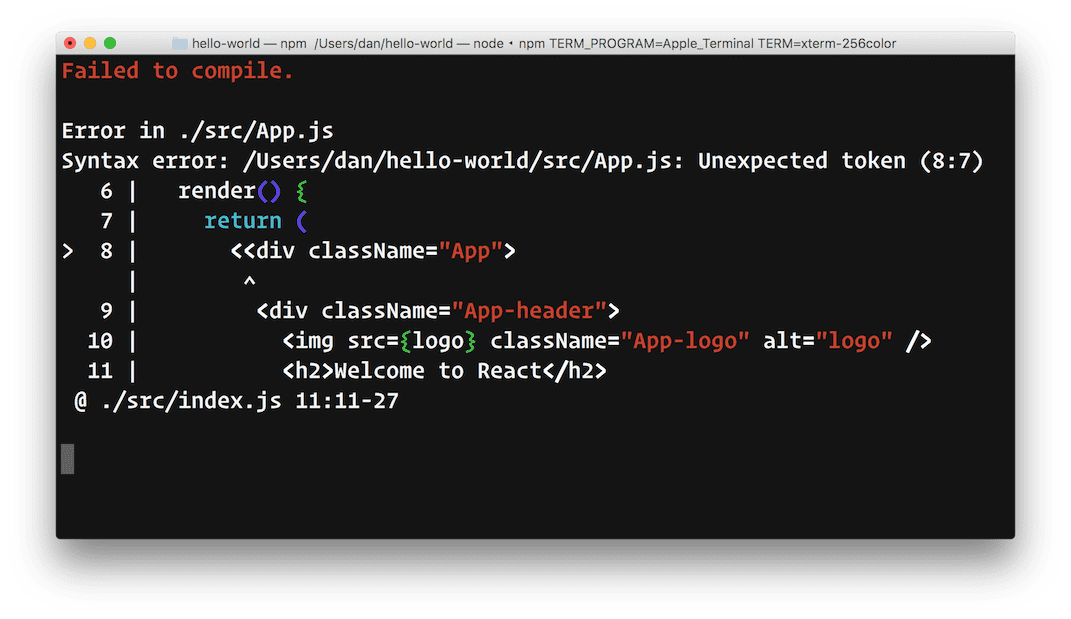 hello-world — npm /Users/dan/hello-world — node • npm TERM_PROGRAM=Apple_Terminal TERM=xterm-256color
Failed to compile.
Error in ./src/App.js
Syntax error: /Users/dan/hello-world/src/App.js: Unexpected token (8:7)
   6 |   render() {
   7 |     return (
>  8 |       <<div className="App">
     |        ^
   9 |         <div className="App-header">
  10 |           <img src={logo} className="App-logo" alt="logo" />
  11 |           <h2>Welcome to React</h2>
 @ ./src/index.js 11:11-27